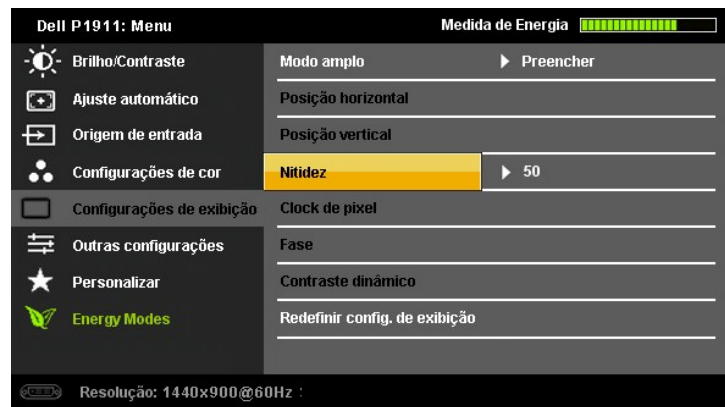 Dell P1911: Menu
Medida de Energia
Brilho/Contraste
Modo amplo
Preencher
Ajuste automático
Posição horizontal
Origem de entrada
Posição vertical
Configurações de cor
Nitidez
50
Configurações de exibição
Clock de pixel
Outras configurações
Fase
Personalizar
Contraste dinâmico
Energy Modes
Redefinir config. de exibição
Resolução: 1440x900@60Hz